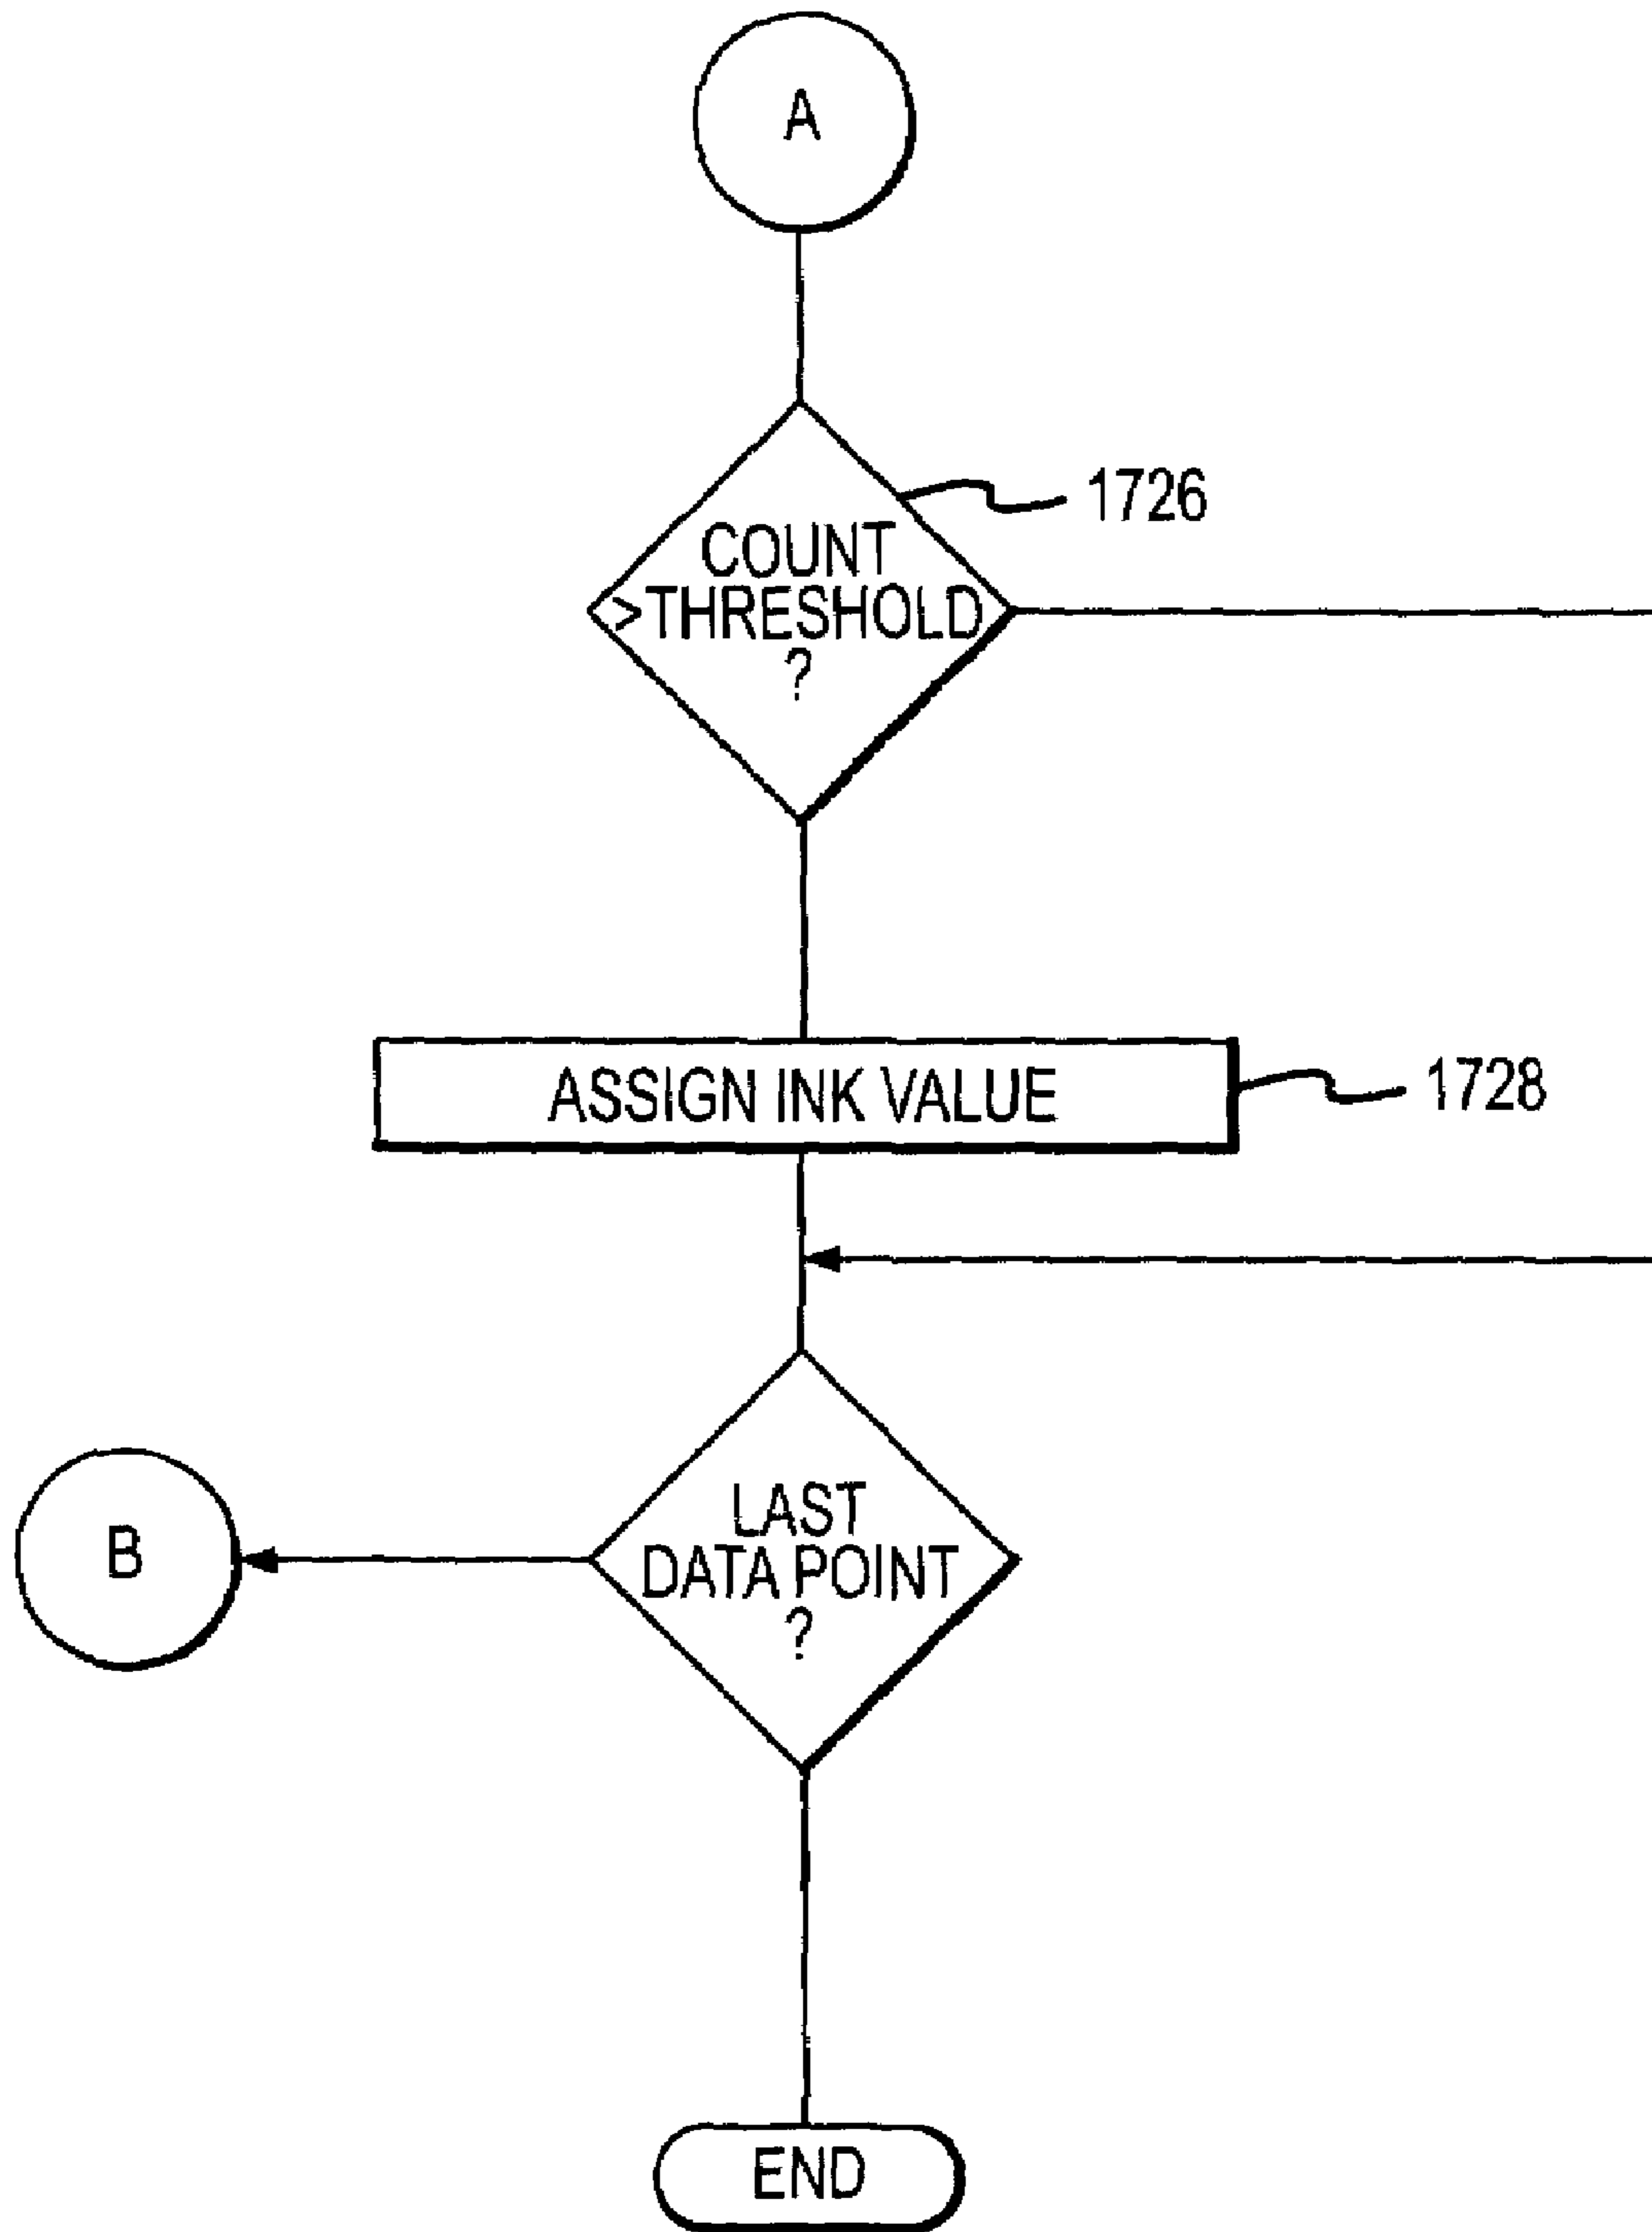 A
1726
COUNT
>THRESHOLD
?
ASSIGN INK VALUE
1728
LAST
DATA POINT
?
B
END